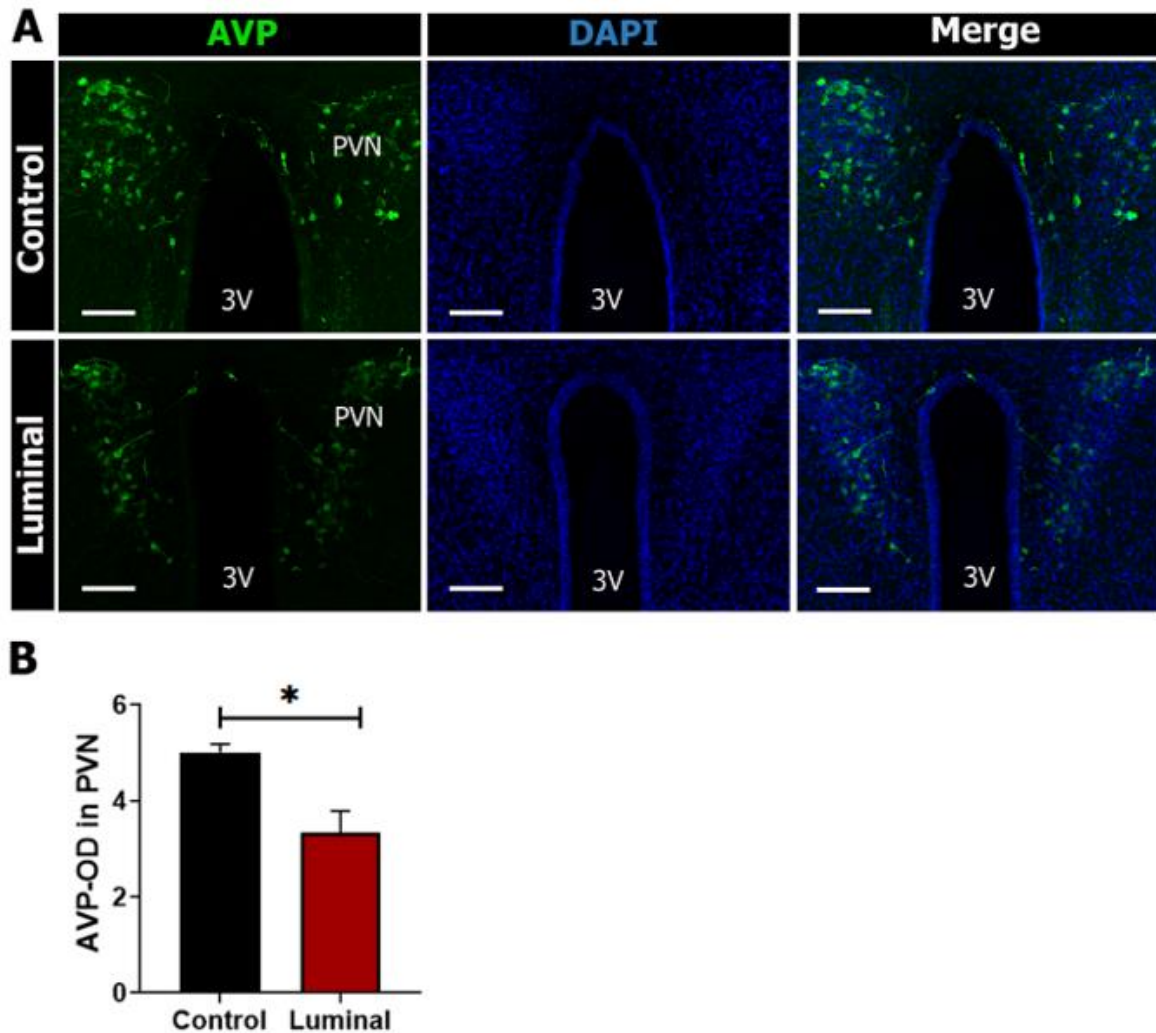 A
AVP
DAPI
Merge
Control
PVN
3V
3V
3V
Luminal
PVN
3V
3V
3V
B
*
AVP-OD in PVN
6
4
2
0
Control
Luminal